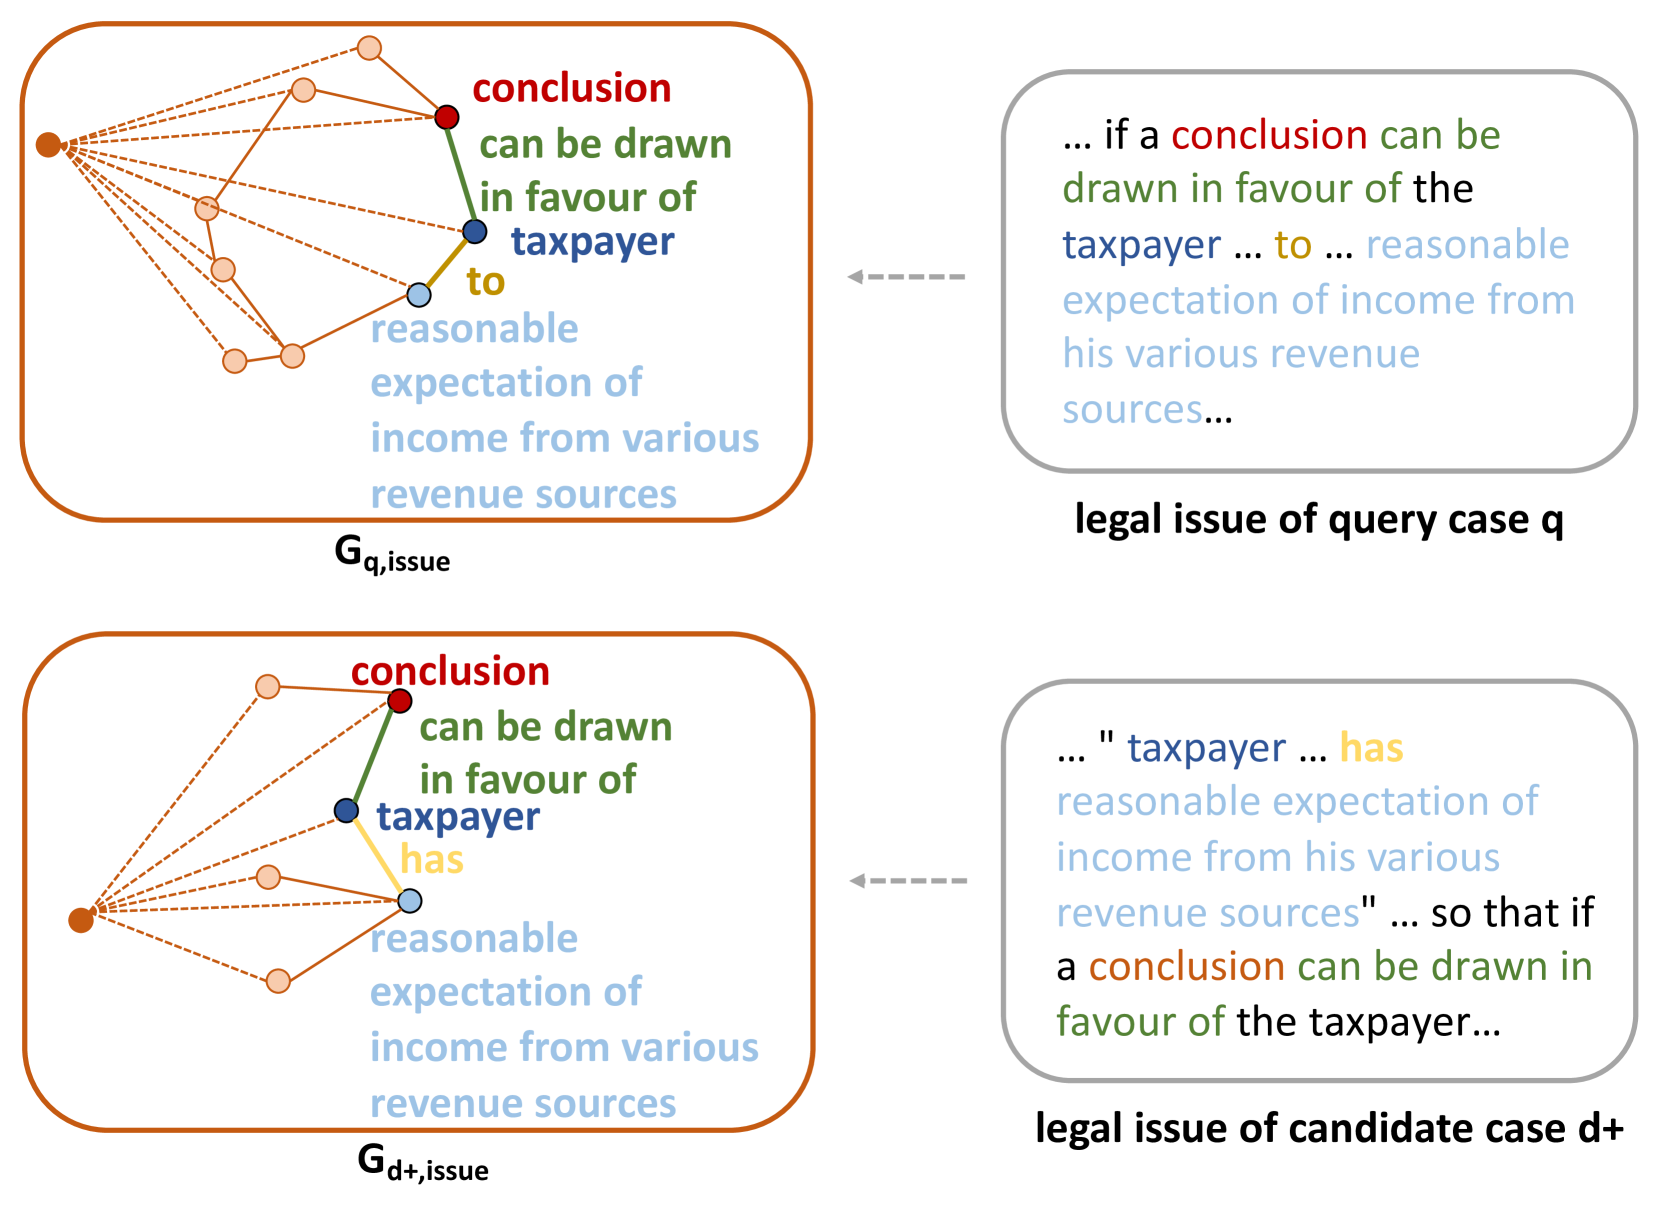 conclusion
can be drawn
in favour of
taxpayer
to
reasonable
expectation of
income from various
revenue sources
Gq,issue
... if a conclusion can be
drawn in favour of the
taxpayer ... to ... reasonable
expectation of income from
his various revenue
sources...
legal issue of query case q
conclusion
can be drawn
in favour of
taxpayer
has
reasonable
expectation of
income from various
revenue sources
Gd+,issue
... " taxpayer ... has
reasonable expectation of
income from his various
revenue sources" ... so that if
a conclusion can be drawn in
favour of the taxpayer...
legal issue of candidate case d+